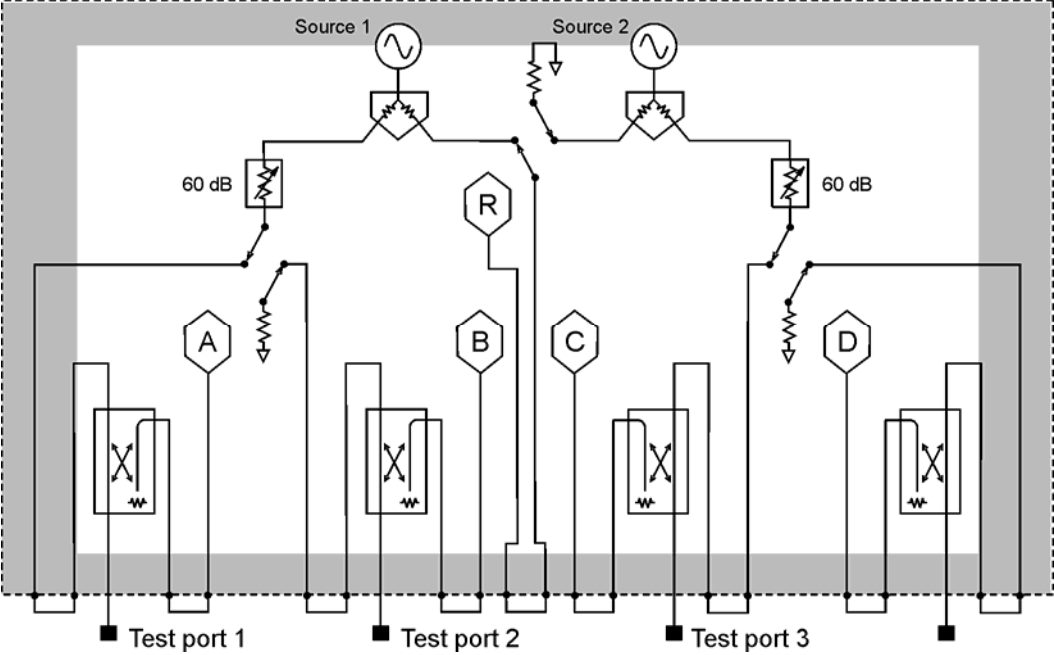 Source 1
Source 2
60 dB
R
60 dB
A
B
C
D
Test port 1
Test port 2
Test port 3